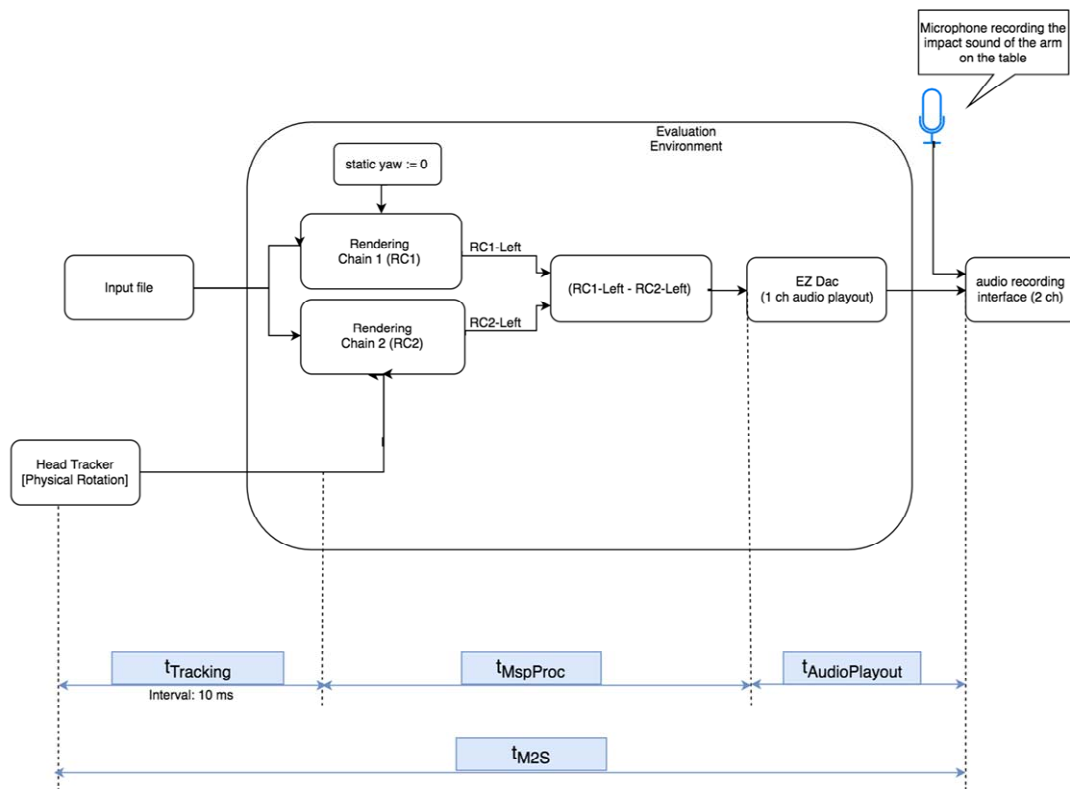 Microphone recording the
impact sound of the arm
on the table
Evaluation
Environment
static yaw := 0
Rendering
Chain 1 (RC1)
RC1-Left
Input file
(RC1-Left - RC2-Left)
EZ Dac
(1 ch audio playout)
audio recording
interface (2 ch)
Rendering
Chain 2 (RC2)
RC2-Left
Head Tracker
[Physical Rotation]
tTracking
Interval: 10 ms
tMspProc
tAudioPlayout
tM2S